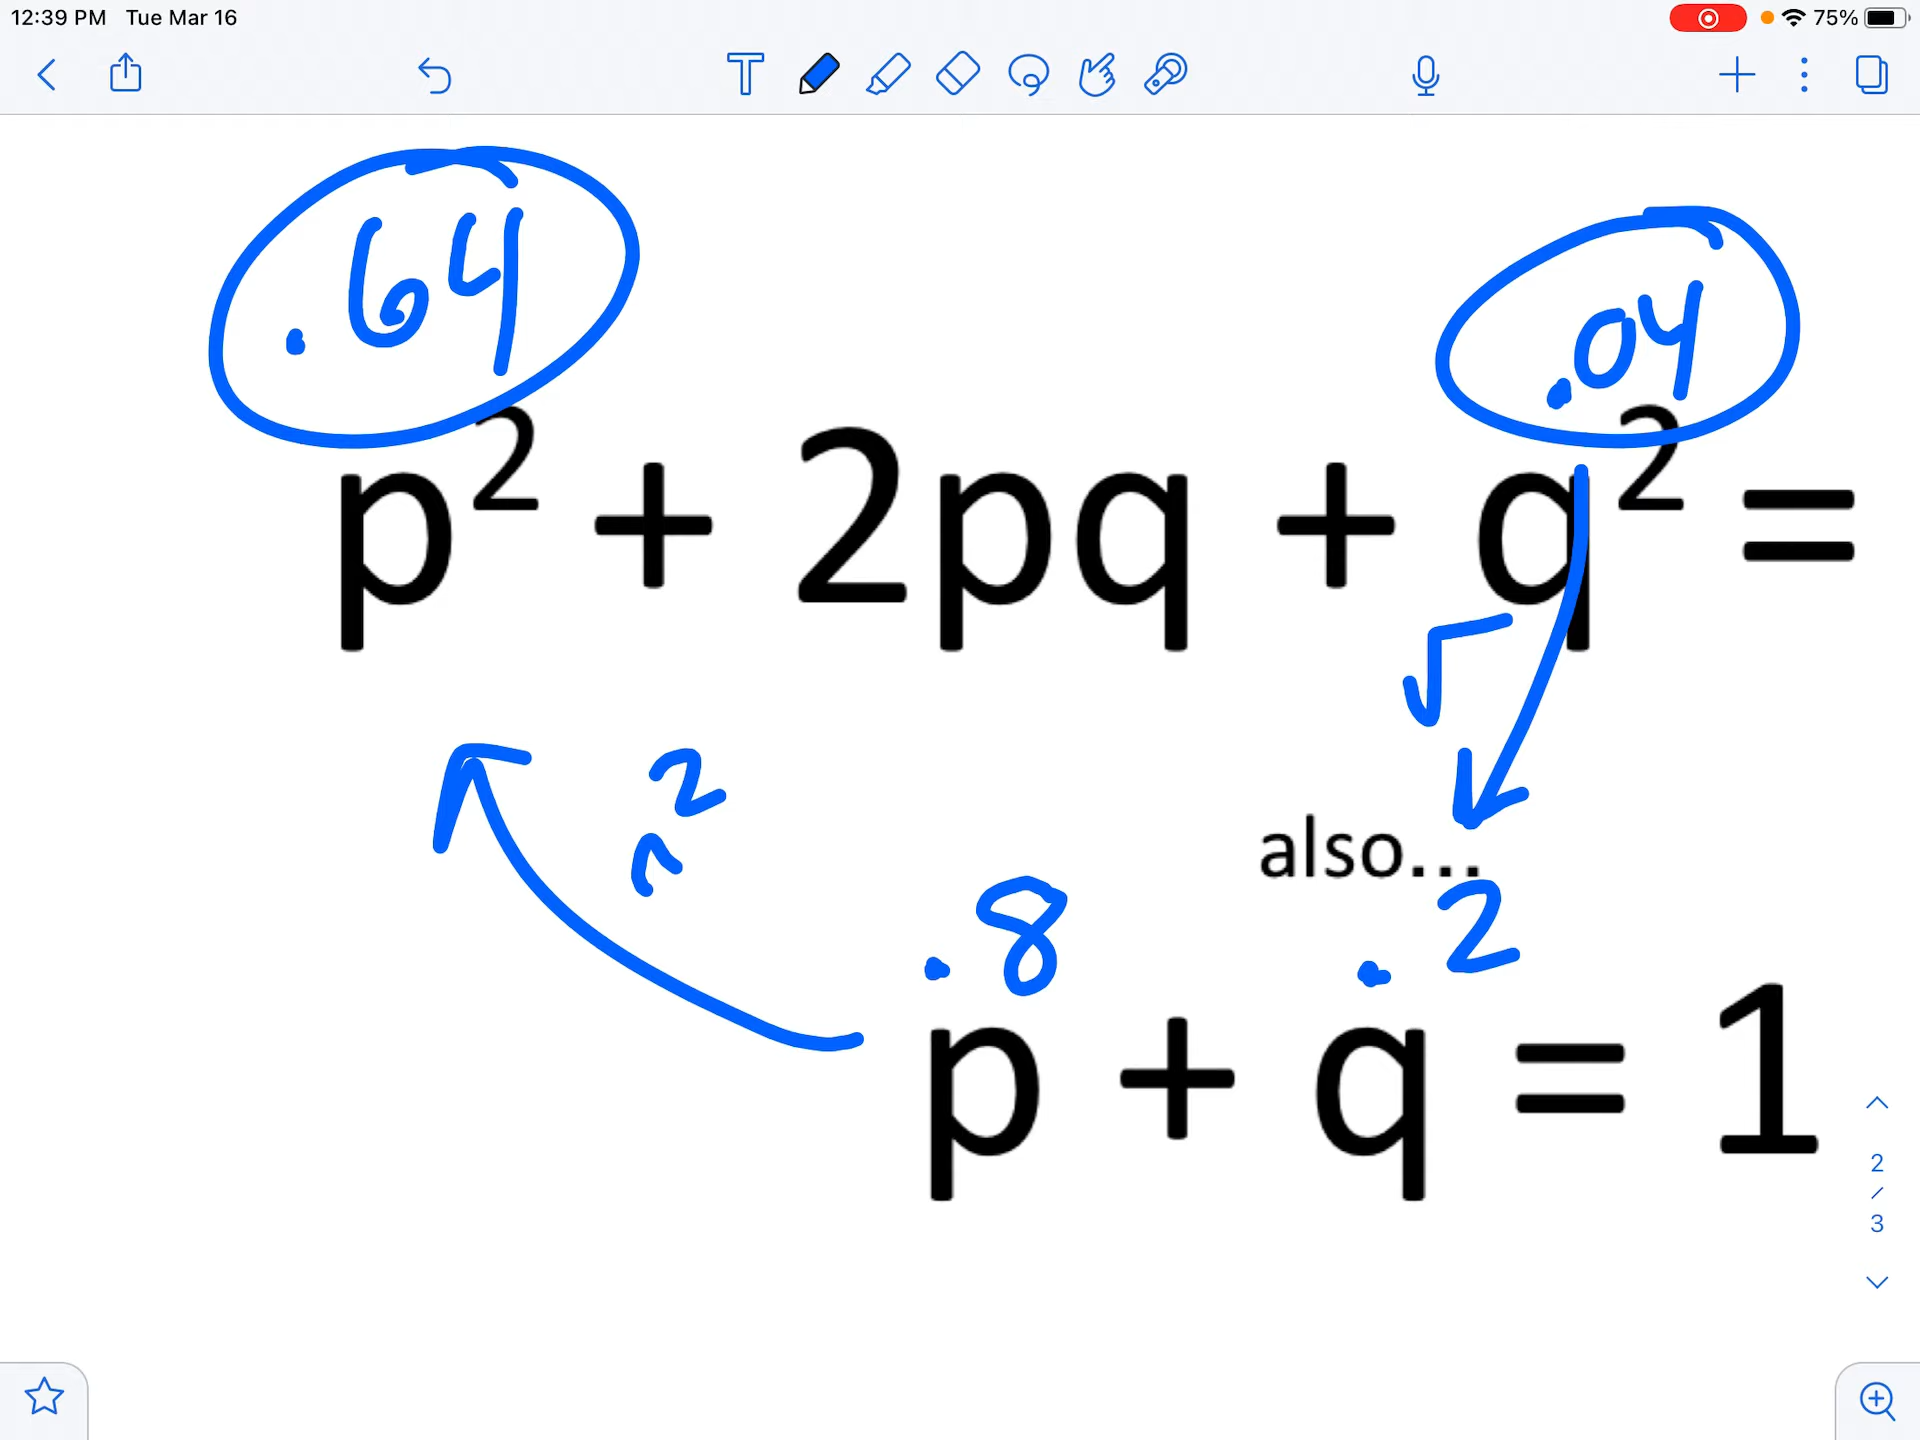 12:39 PM Tue Mar 16 75%
T
.64 .04
p² + 2pq + q² =
√
^2
also...
.8 .2
p + q = 1
2
/
3